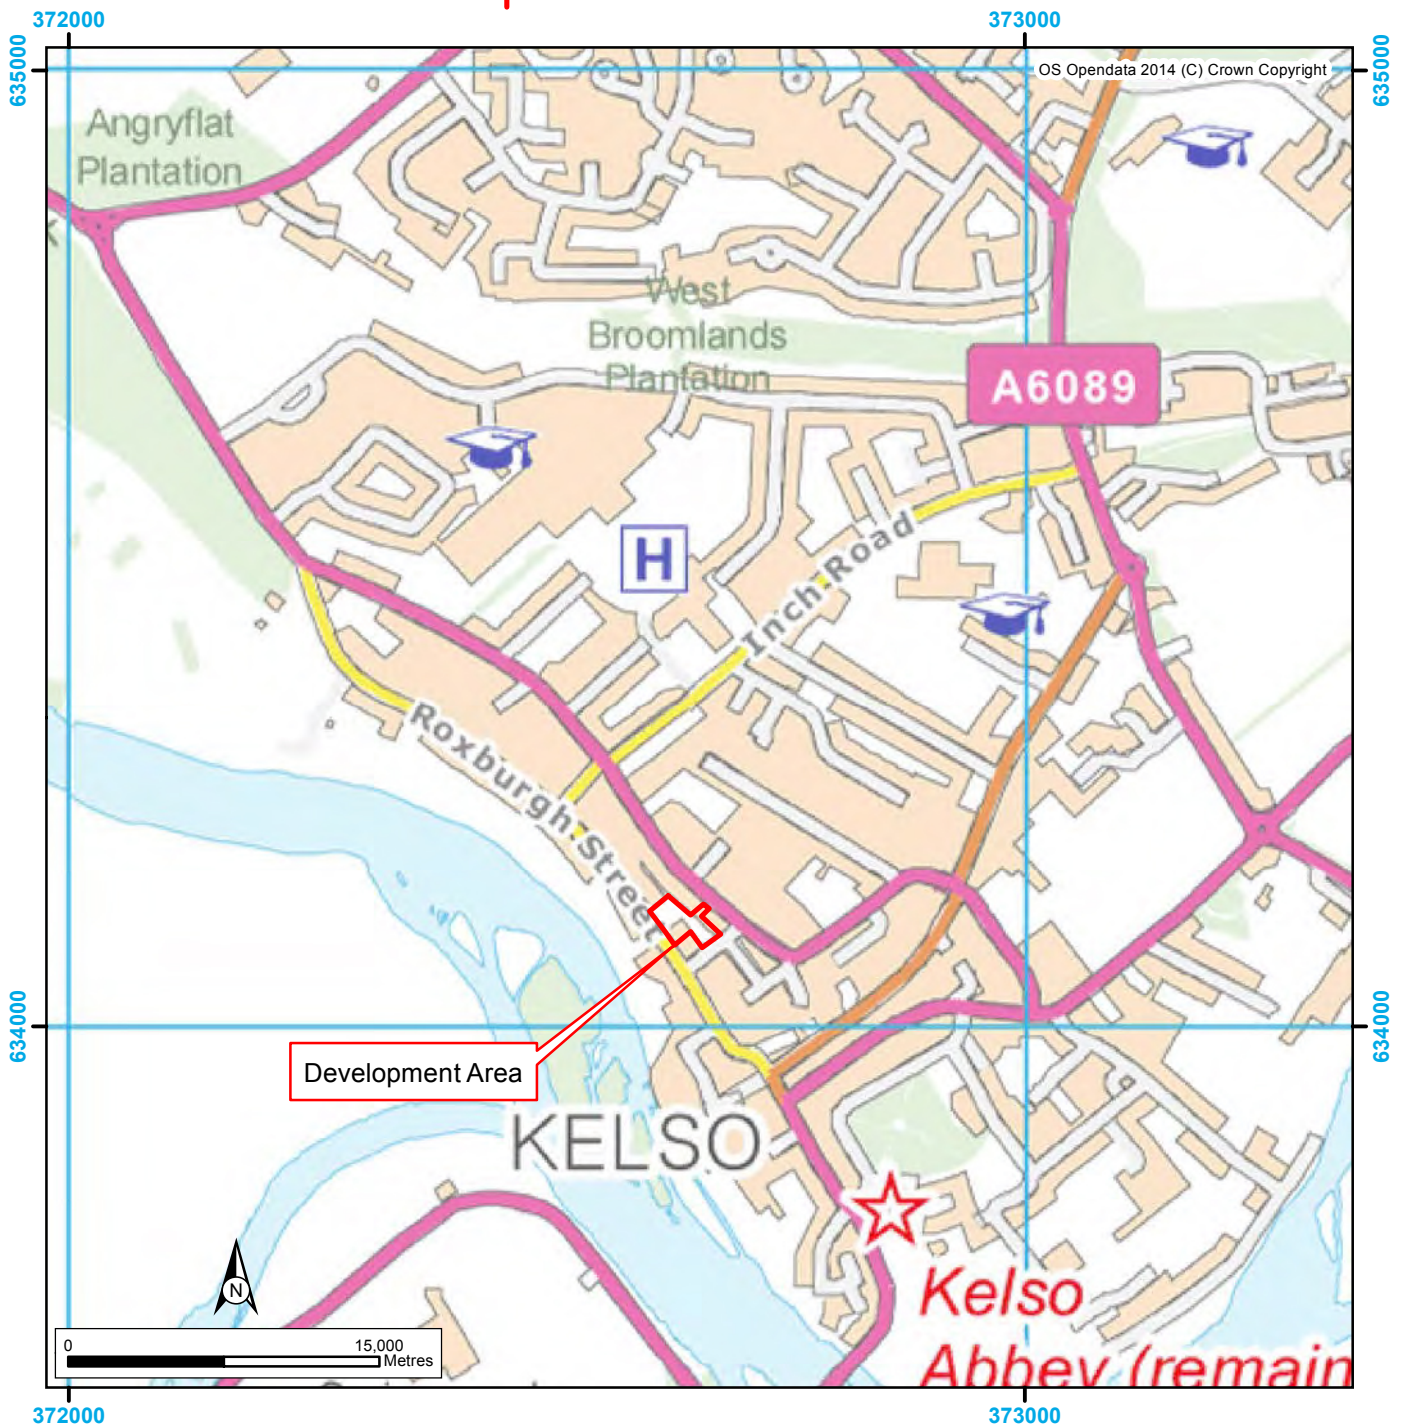 372000
373000
635000
635000
OS Opendata 2014 (C) Crown Copyright
Angryflat
Plantation
West
Broomlands
Plantation
A6089
H
Inch Road
Roxburgh Street
634000
634000
Development Area
KELSO
N
Kelso
Abbey (remain
0 15,000
Metres
372000
373000